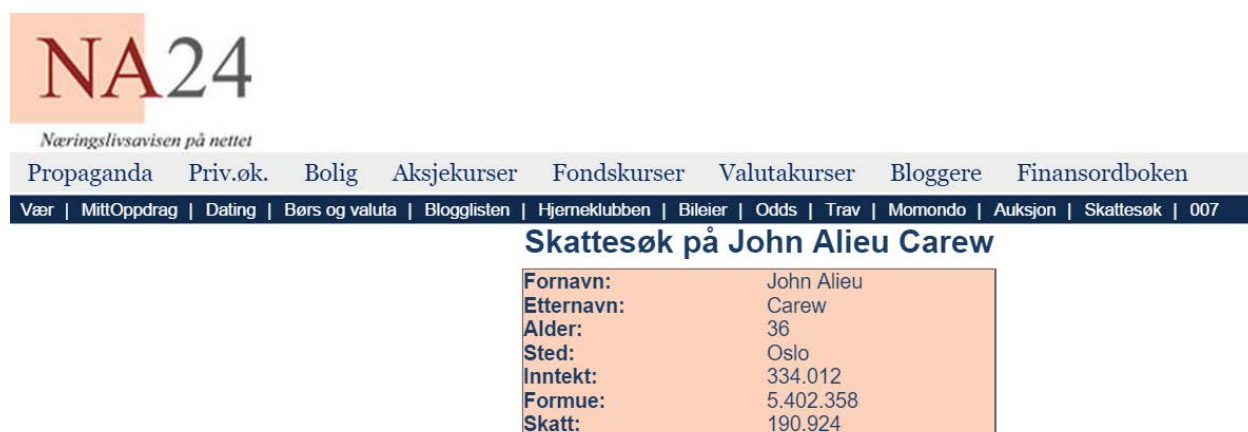 NA24
Næringslivsavisen på nettet
Propaganda Priv.øk. Bolig Aksjekurser Fondskurser Valutakurser Bloggere Finansordboken
Vær | MittOppdrag | Dating | Børs og valuta | Blogglisten | Hjerneklubben | Bileier | Odds | Trav | Momondo | Auksjon | Skattesøk | 007
Skattesøk på John Alieu Carew
Fornavn: John Alieu
Etternavn: Carew
Alder: 36
Sted: Oslo
Inntekt: 334.012
Formue: 5.402.358
Skatt: 190.924